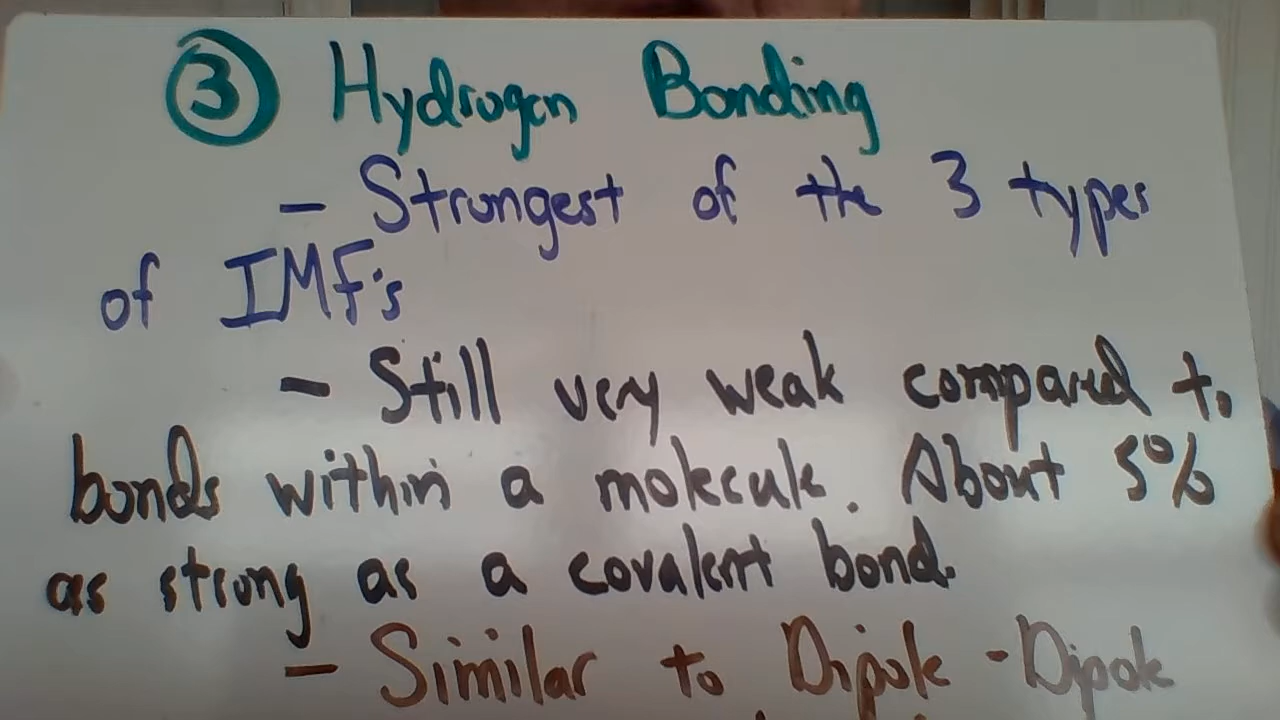 ③ Hydrogen Bonding
- Strongest of the 3 types
of IMF's
- Still very weak compared to
bonds within a molecule. About 5%
as strong as a covalent bond.
- Similar to Dipole-Dipole